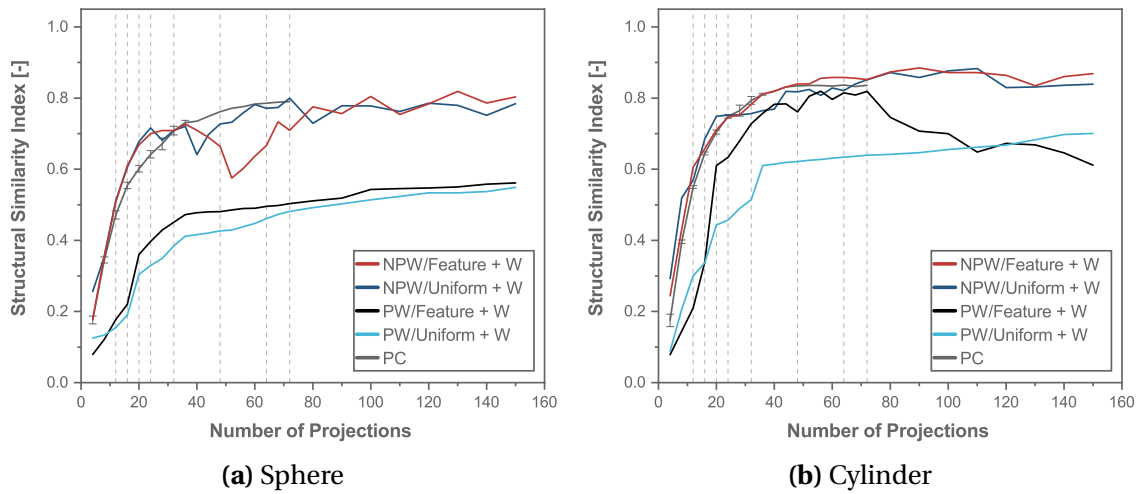 Structural Similarity Index [-]
1.0
0.8
0.6
0.4
0.2
0.0
NPW/Feature + W
NPW/Uniform + W
PW/Feature + W
PW/Uniform + W
PC
0 20 40 60 80 100 120 140 160
Number of Projections
(a) Sphere
Structural Similarity Index [-]
1.0
0.8
0.6
0.4
0.2
0.0
NPW/Feature + W
NPW/Uniform + W
PW/Feature + W
PW/Uniform + W
PC
0 20 40 60 80 100 120 140 160
Number of Projections
(b) Cylinder